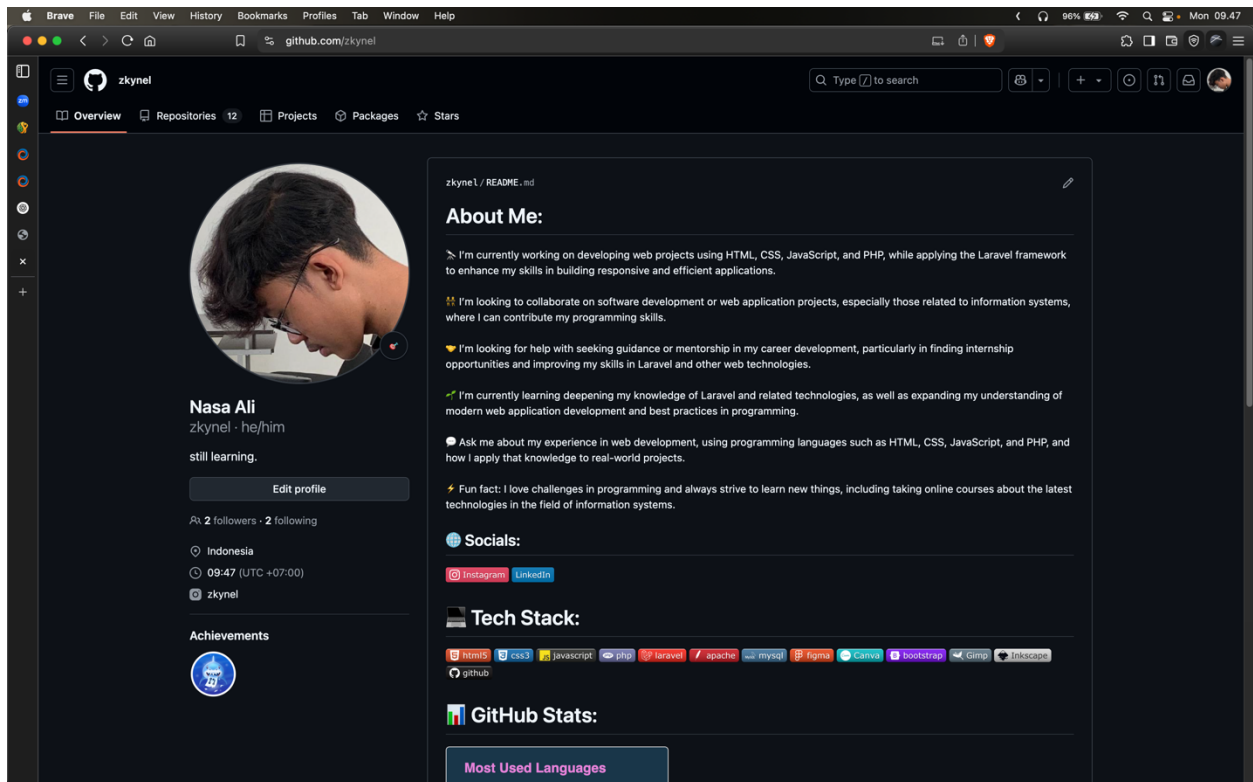 Brave File Edit View History Bookmarks Profiles Tab Window Help
96% Mon 09.47
github.com/zkynel
zm
zkynel
Type / to search
Overview Repositories 12 Projects Packages Stars
zkynel/README.md
About Me:
I'm currently working on developing web projects using HTML, CSS, JavaScript, and PHP, while applying the Laravel framework
to enhance my skills in building responsive and efficient applications.
I'm looking to collaborate on software development or web application projects, especially those related to information systems,
where I can contribute my programming skills.
I'm looking for help with seeking guidance or mentorship in my career development, particularly in finding internship
opportunities and improving my skills in Laravel and other web technologies.
I'm currently learning deepening my knowledge of Laravel and related technologies, as well as expanding my understanding of
modern web application development and best practices in programming.
Ask me about my experience in web development, using programming languages such as HTML, CSS, JavaScript, and PHP, and
how I apply that knowledge to real-world projects.
Fun fact: I love challenges in programming and always strive to learn new things, including taking online courses about the latest
technologies in the field of information systems.
Socials:
Instagram LinkedIn
Tech Stack:
html5 css3 javascript php laravel apache mysql figma Canva bootstrap Gimp Inkscape
github
GitHub Stats:
Most Used Languages
Nasa Ali
zkynel · he/him
still learning.
Edit profile
2 followers · 2 following
Indonesia
09:47 (UTC +07:00)
zkynel
Achievements